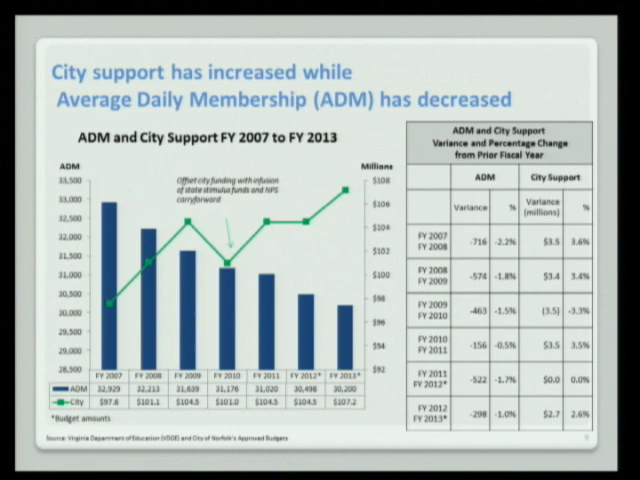 City support has increased while
Average Daily Membership (ADM) has decreased
ADM and City Support FY 2007 to FY 2013
ADM
Millions
33,500
33,000
32,500
32,000
31,500
31,000
30,500
30,000
29,500
29,000
28,500
$108
$106
$104
$102
$100
$98
$96
$94
$92
Offset city funding with infusion
of state stimulus funds and NPS
carryforward
FY 2007 FY 2008 FY 2009 FY 2010 FY 2011 FY 2012* FY 2013*
ADM 32,929 32,213 31,639 31,176 31,020 30,498 30,200
City $97.6 $101.1 $104.5 $101.0 $104.5 $104.5 $107.2
*Budget amounts
ADM and City Support
Variance and Percentage Change
from Prior Fiscal Year
ADM City Support
Variance % Variance (millions) %
FY 2007
FY 2008 -716 -2.2% $3.5 3.6%
FY 2008
FY 2009 -574 -1.8% $3.4 3.4%
FY 2009
FY 2010 -463 -1.5% (3.5) -3.3%
FY 2010
FY 2011 -156 -0.5% $3.5 3.5%
FY 2011
FY 2012* -522 -1.7% $0.0 0.0%
FY 2012
FY 2013* -298 -1.0% $2.7 2.6%
Source: Virginia Department of Education (VDOE) and City of Norfolk's Approved Budgets
9